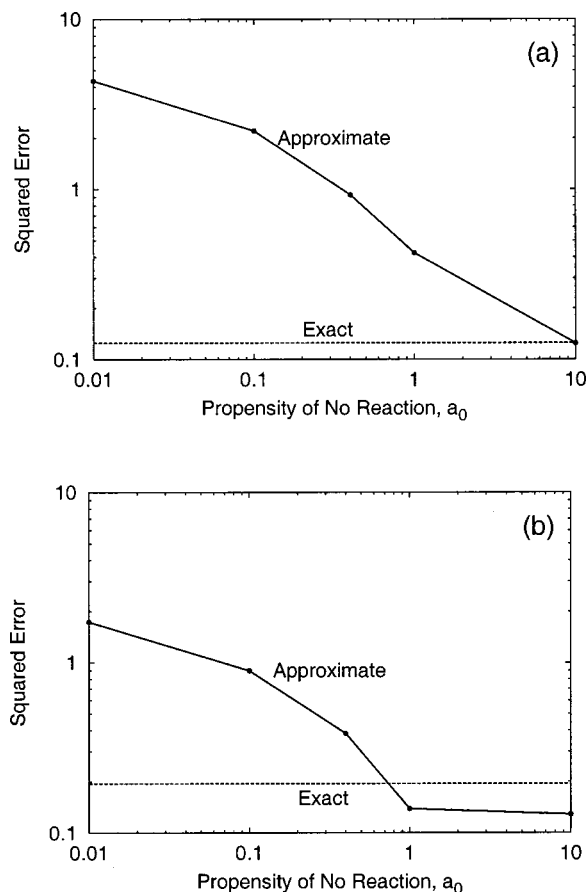 10
(a)
Approximate
Squared Error
1
Exact
0.1
0.01 0.1 1 10
Propensity of No Reaction, a₀
10
(b)
Squared Error
1
Approximate
Exact
0.1
0.01 0.1 1 10
Propensity of No Reaction, a₀